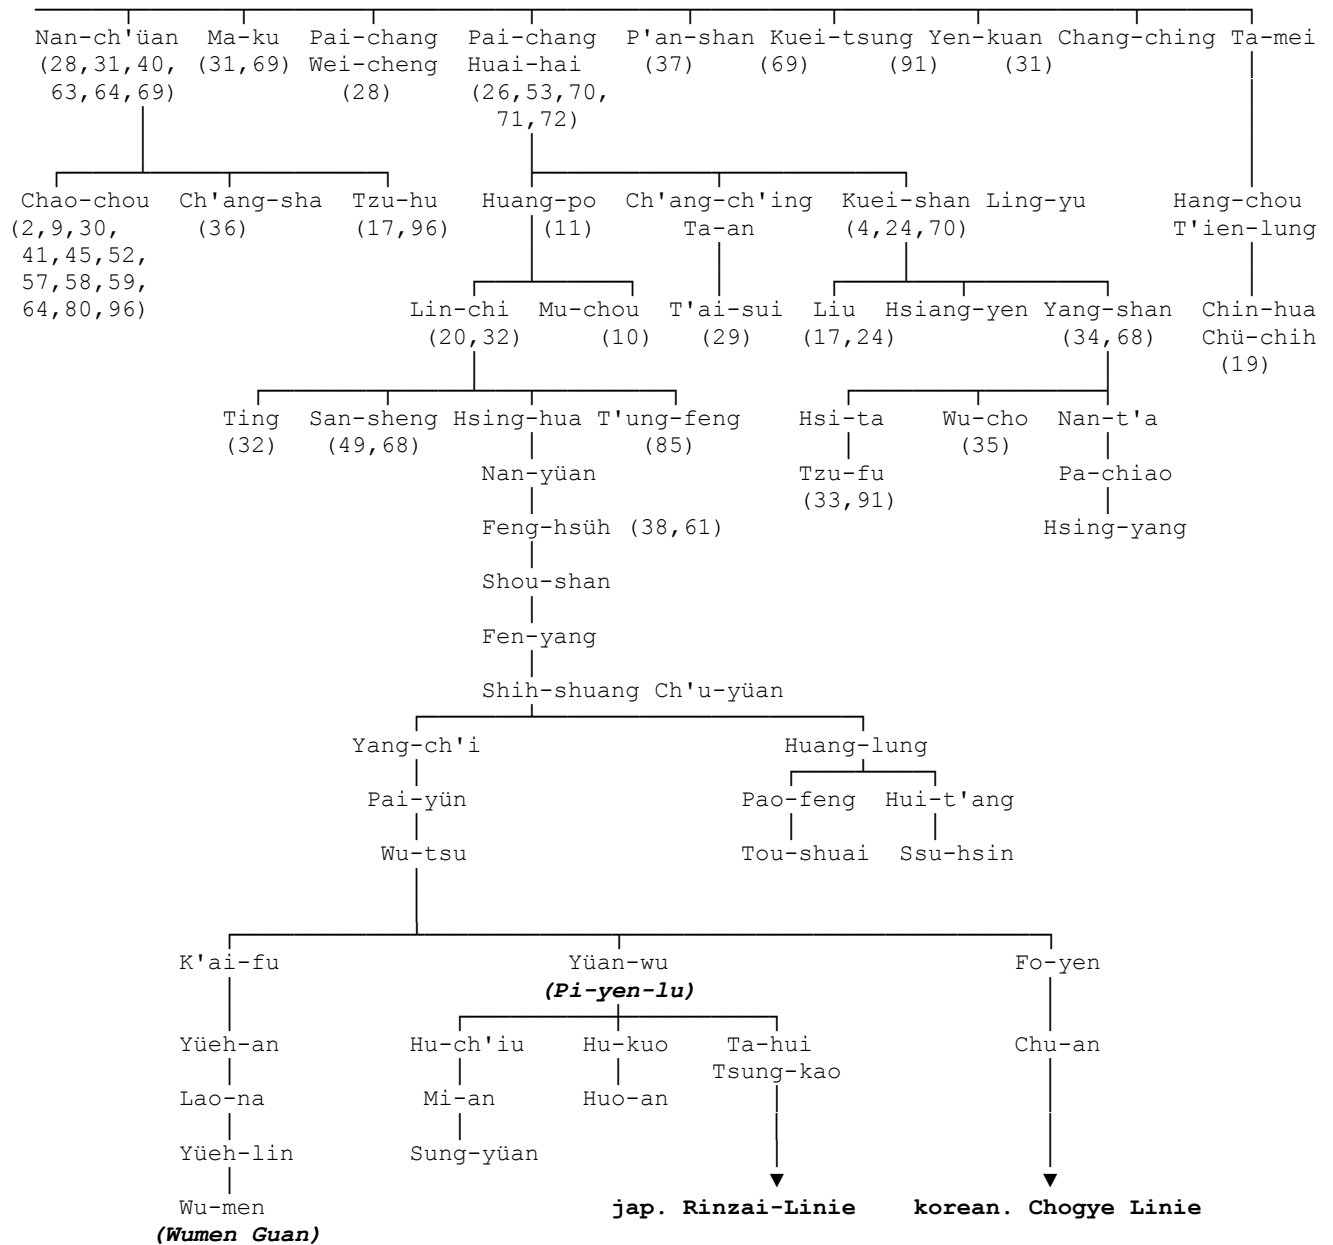 Nan-ch'üan Ma-ku Pai-chang Pai-chang P'an-shan Kuei-tsung Yen-kuan Chang-ching Ta-mei
(28,31,40, (31,69) Wei-cheng Huai-hai (37) (69) (91) (31)
63,64,69) (28) (26,53,70,
71,72)
Chao-chou Ch'ang-sha Tzu-hu Huang-po Ch'ang-ch'ing Kuei-shan Ling-yu Hang-chou
(2,9,30, (36) (17,96) (11) Ta-an (4,24,70) T'ien-lung
41,45,52,
57,58,59,
64,80,96) Lin-chi Mu-chou T'ai-sui Liu Hsiang-yen Yang-shan Chin-hua
(20,32) (10) (29) (17,24) (34,68) Chü-chih
(19)
Ting San-sheng Hsing-hua T'ung-feng Hsi-ta Wu-cho Nan-t'a
(32) (49,68) (85) (35)
Nan-yüan Tzu-fu Pa-chiao
(33,91)
Feng-hsüh (38,61) Hsing-yang
Shou-shan
Fen-yang
Shih-shuang Ch'u-yüan
Yang-ch'i Huang-lung
Pai-yün Pao-feng Hui-t'ang
Wu-tsu Tou-shuai Ssu-hsin
K'ai-fu Yüan-wu Fo-yen
(Pi-yen-lu)
Yüeh-an Hu-ch'iu Hu-kuo Ta-hui Chu-an
Tsung-kao
Lao-na Mi-an Huo-an
Yüeh-lin Sung-yüan
Wu-men jap. Rinzai-Linie korean. Chogye Linie
(Wumen Guan)